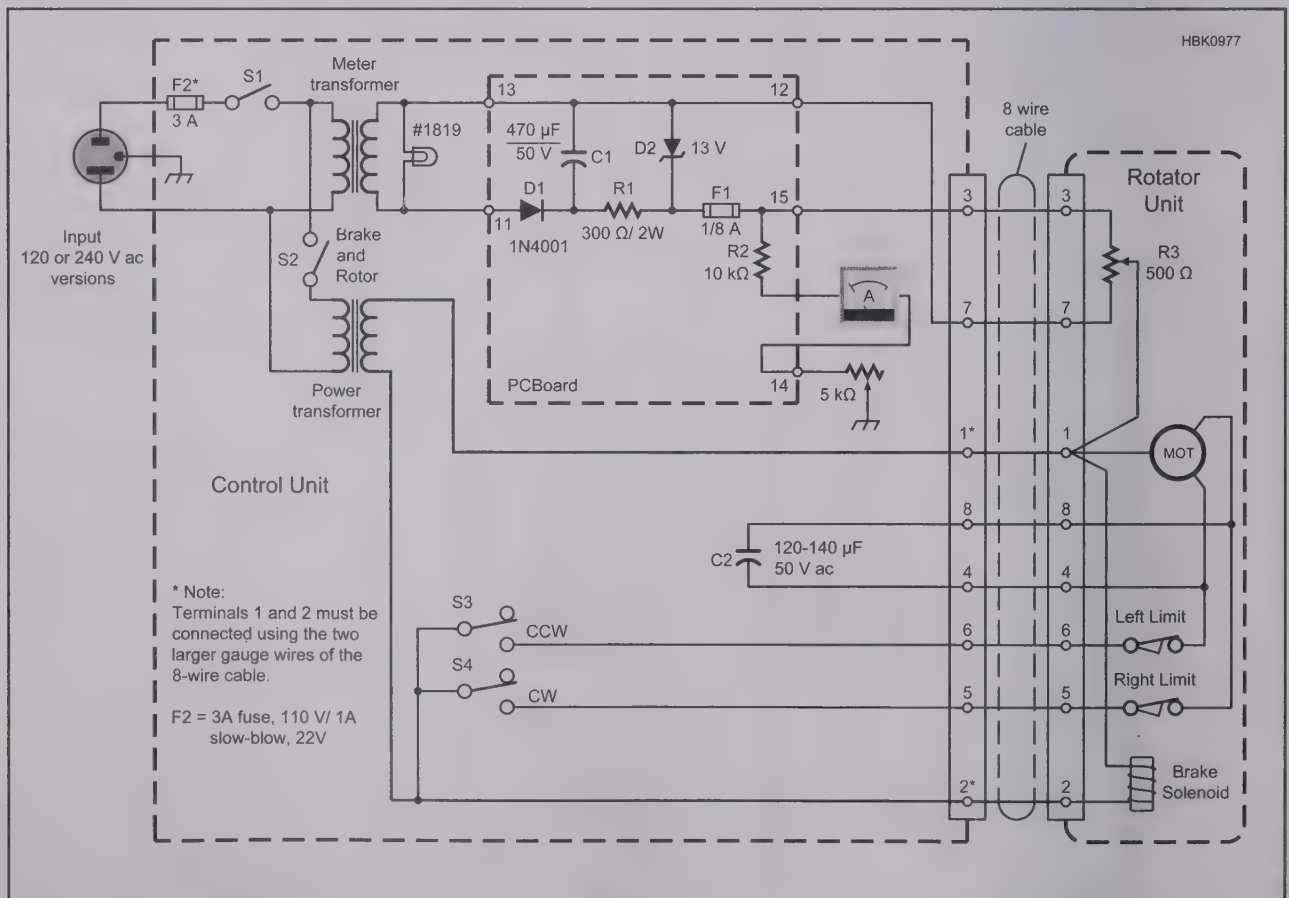 HBK0977
F2*
3 A
S1
Meter
transformer
#1819
13
12
470 µF
50 V
C1
D2
13 V
D1
1N4001
R1
300 Ω/ 2W
F1
1/8 A
15
11
R2
10 kΩ
A
14
5 kΩ
PCBoard
Input
120 or 240 V ac
versions
S2
Brake
and
Rotor
Power
transformer
Control Unit
8 wire
cable
Rotator
Unit
3
3
R3
500 Ω
7
7
1*
1
MOT
8
8
C2
120-140 µF
50 V ac
4
4
S3
CCW
6
6
Left Limit
S4
CW
5
5
Right Limit
2*
2
Brake
Solenoid
* Note:
Terminals 1 and 2 must be
connected using the two
larger gauge wires of the
8-wire cable.
F2 = 3A fuse, 110 V/ 1A
slow-blow, 22V